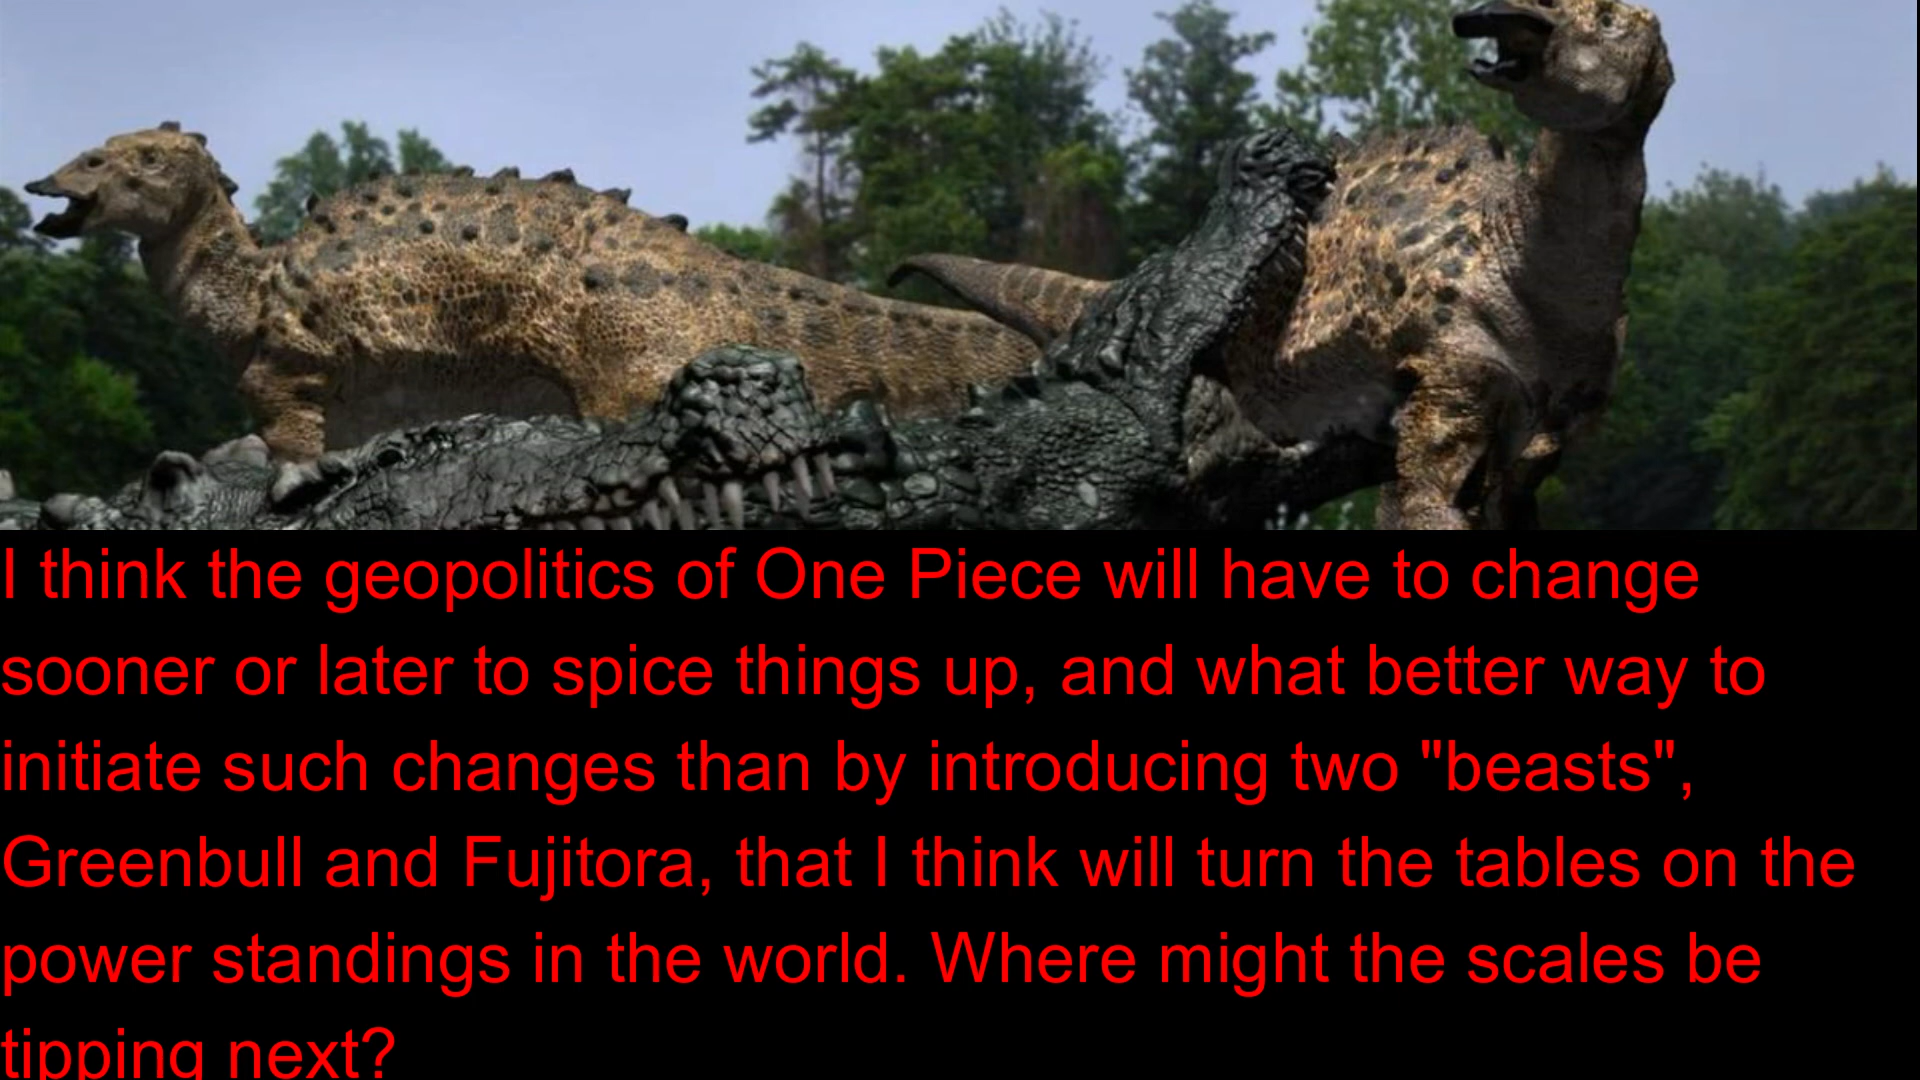 I think the geopolitics of One Piece will have to change
sooner or later to spice things up, and what better way to
initiate such changes than by introducing two "beasts",
Greenbull and Fujitora, that I think will turn the tables on the
power standings in the world. Where might the scales be
tipping next?